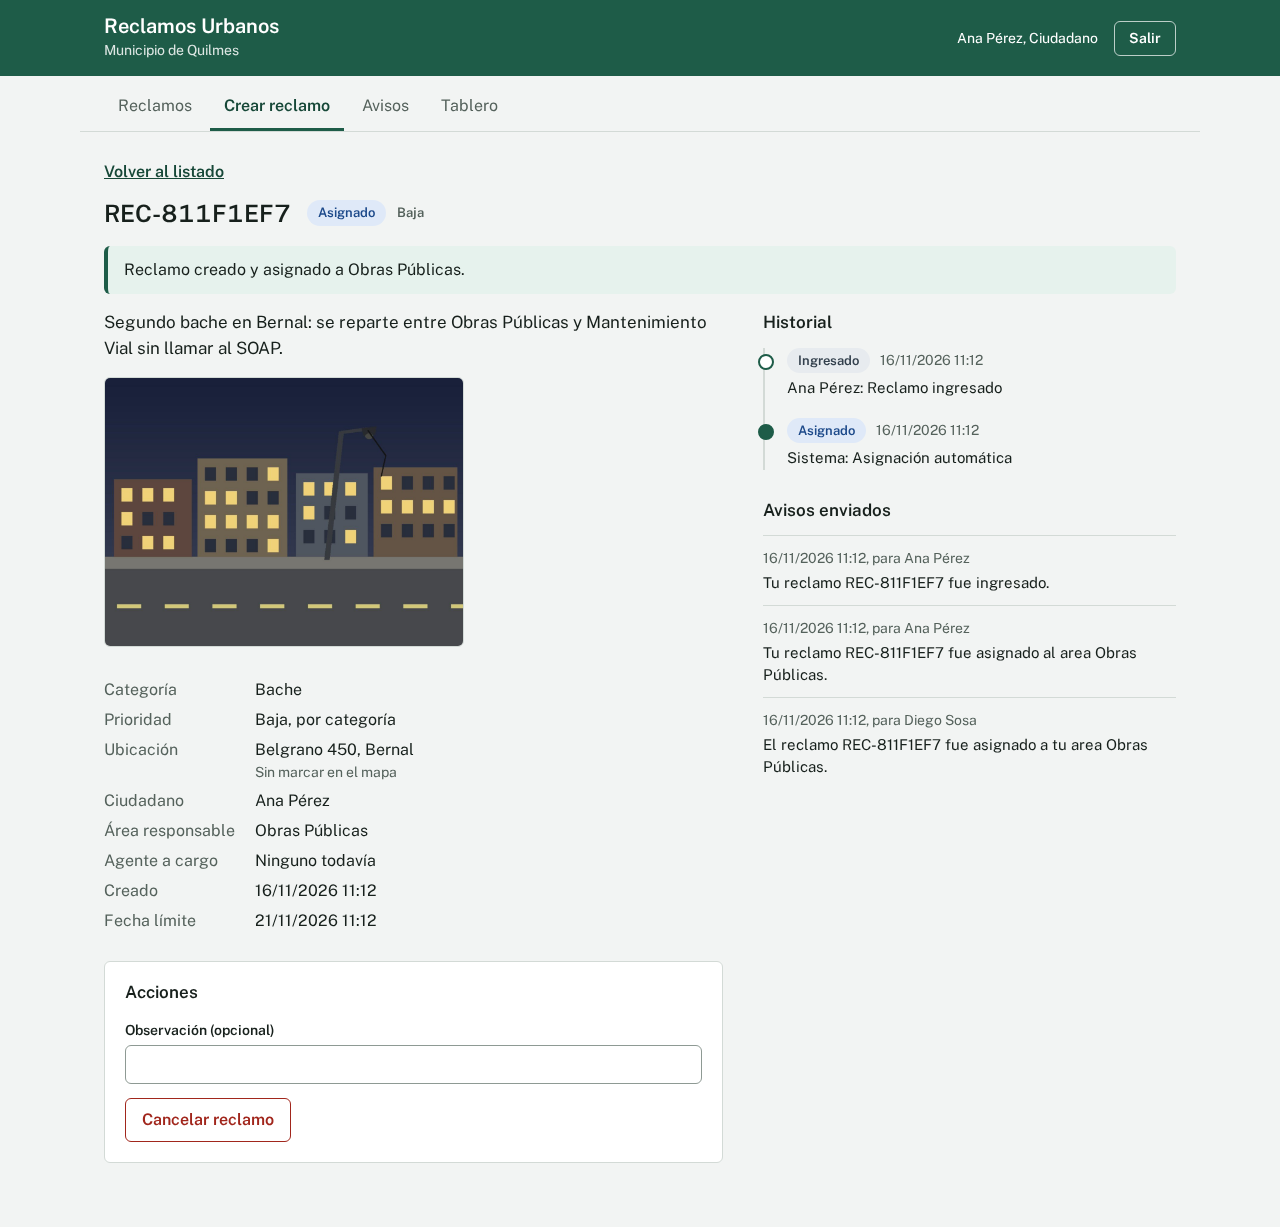 Reclamos Urbanos
Municipio de Quilmes
Ana Pérez, Ciudadano
Salir
Reclamos
Crear reclamo
Avisos
Tablero
Volver al listado
REC-811F1EF7
Asignado
Baja
Reclamo creado y asignado a Obras Públicas.
Segundo bache en Bernal: se reparte entre Obras Públicas y Mantenimiento
Vial sin llamar al SOAP.
Categoría Bache
Prioridad Baja, por categoría
Ubicación Belgrano 450, Bernal
Sin marcar en el mapa
Ciudadano Ana Pérez
Área responsable Obras Públicas
Agente a cargo Ninguno todavía
Creado 16/11/2026 11:12
Fecha límite 21/11/2026 11:12
Acciones
Observación (opcional)
Cancelar reclamo
Historial
Ingresado 16/11/2026 11:12
Ana Pérez: Reclamo ingresado
Asignado 16/11/2026 11:12
Sistema: Asignación automática
Avisos enviados
16/11/2026 11:12, para Ana Pérez
Tu reclamo REC-811F1EF7 fue ingresado.
16/11/2026 11:12, para Ana Pérez
Tu reclamo REC-811F1EF7 fue asignado al area Obras
Públicas.
16/11/2026 11:12, para Diego Sosa
El reclamo REC-811F1EF7 fue asignado a tu area Obras
Públicas.